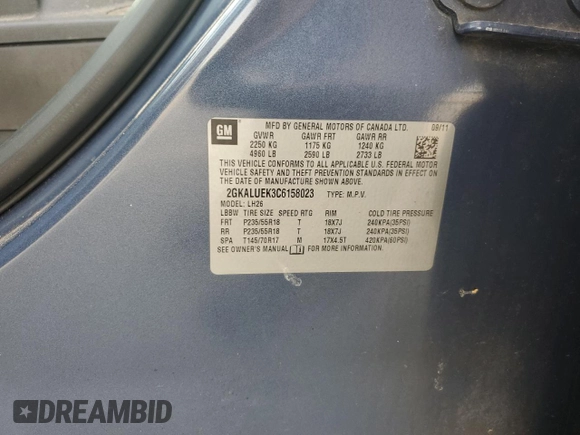 GM
MFD BY GENERAL MOTORS OF CANADA LTD. 09/11
GVWR GAWR FRT GAWR RR
2250 KG 1175 KG 1240 KG
4960 LB 2590 LB 2733 LB
THIS VEHICLE CONFORMS TO ALL APPLICABLE U.S. FEDERAL MOTOR
VEHICLE SAFETY AND THEFT PREVENTION STANDARDS IN EFFECT
ON THE DATE OF MANUFACTURE SHOWN ABOVE.
2GKALUEK3C6158023 TYPE: M.P.V.
MODEL: LH26
LBBW TIRE SIZE SPEED RTG RIM COLD TIRE PRESSURE
FRT P235/55R18 T 18X7J 240KPA(35PSI)
RR P235/55R18 T 18X7J 240KPA(35PSI)
SPA T145/70R17 M 17X4.5T 420KPA(60PSI)
SEE OWNER'S MANUAL FOR MORE INFORMATION.
DREAMBID